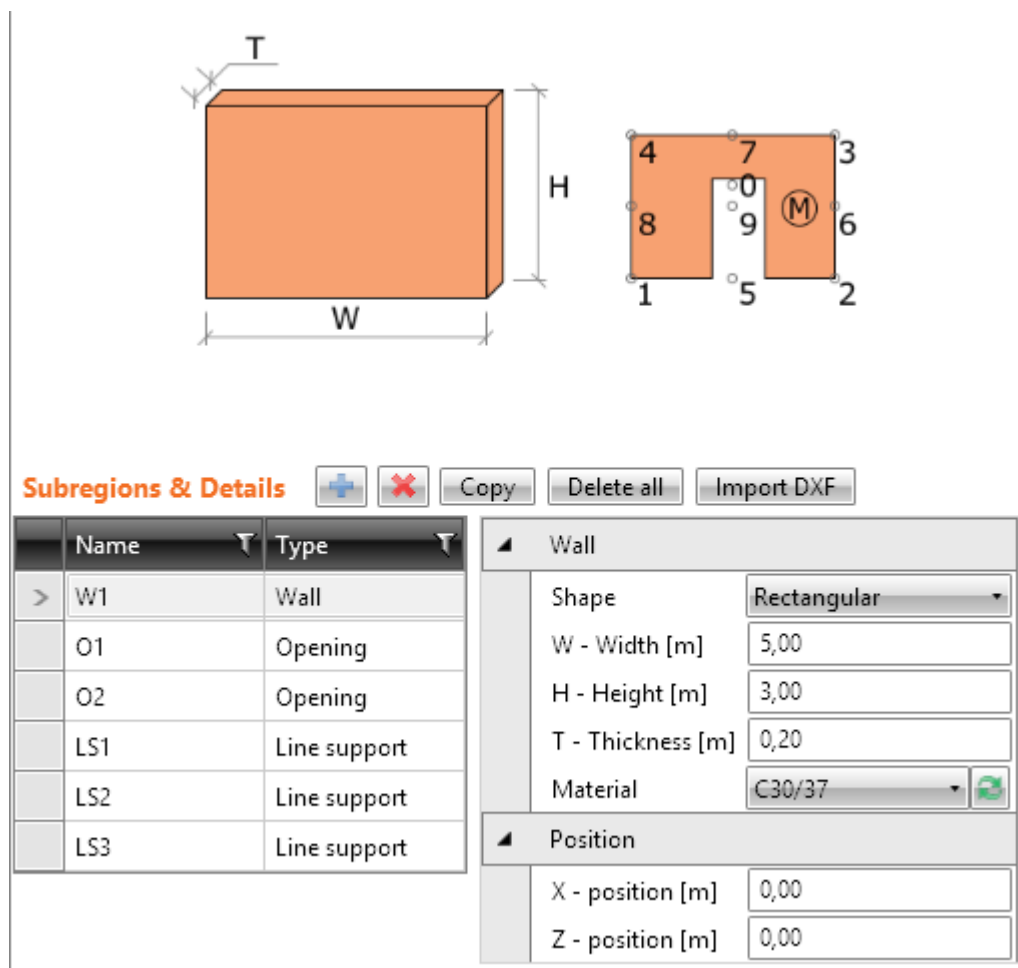 T
H
W
4 7 3
0
M
8 9 6
1 5 2
Subregions & Details Copy Delete all Import DXF
Name Type
W1 Wall
O1 Opening
O2 Opening
LS1 Line support
LS2 Line support
LS3 Line support
Wall
Shape Rectangular
W - Width [m] 5,00
H - Height [m] 3,00
T - Thickness [m] 0,20
Material C30/37
Position
X - position [m] 0,00
Z - position [m] 0,00